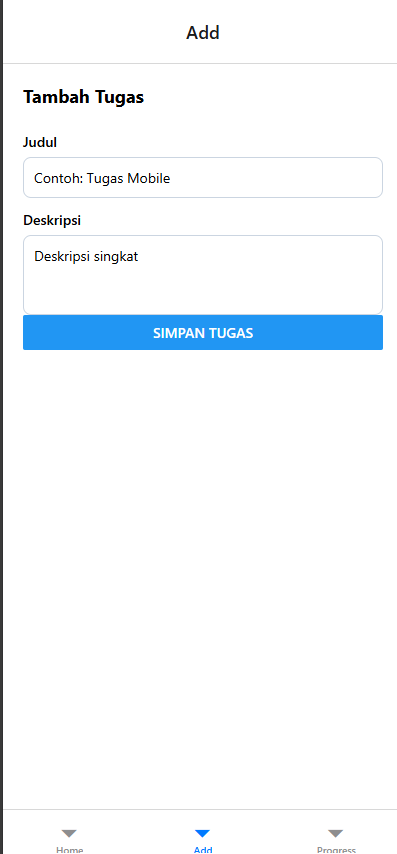 Add
Tambah Tugas
Judul
Contoh: Tugas Mobile
Deskripsi
Deskripsi singkat
SIMPAN TUGAS
Home
Add
Progress